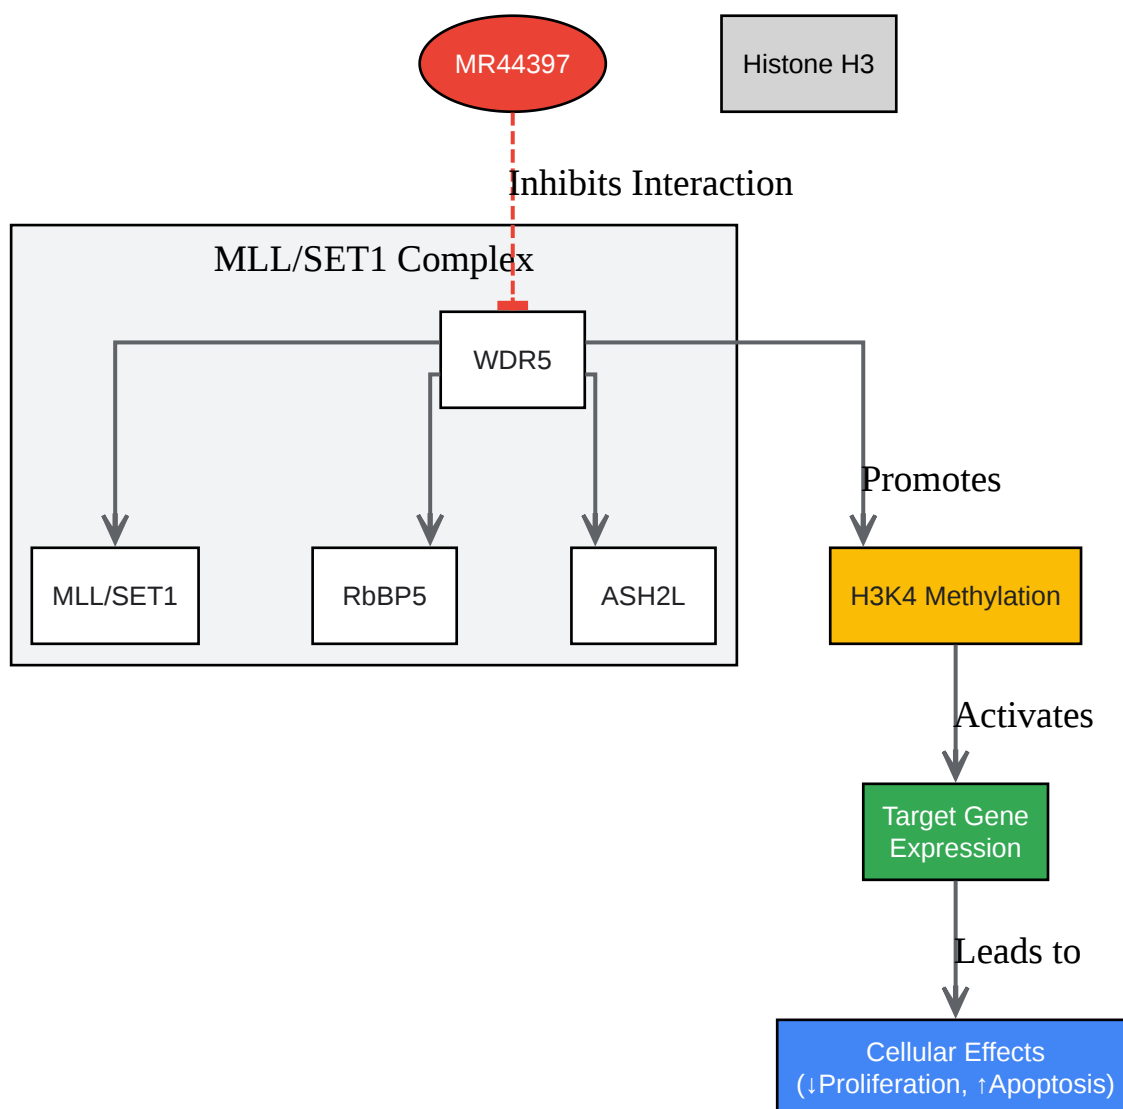 MR44397
Histone H3
Inhibits Interaction
MLL/SET1 Complex
WDR5
Promotes
MLL/SET1
RbBP5
ASH2L
H3K4 Methylation
Activates
Target Gene
Expression
Leads to
Cellular Effects
(↓Proliferation, ↑Apoptosis)